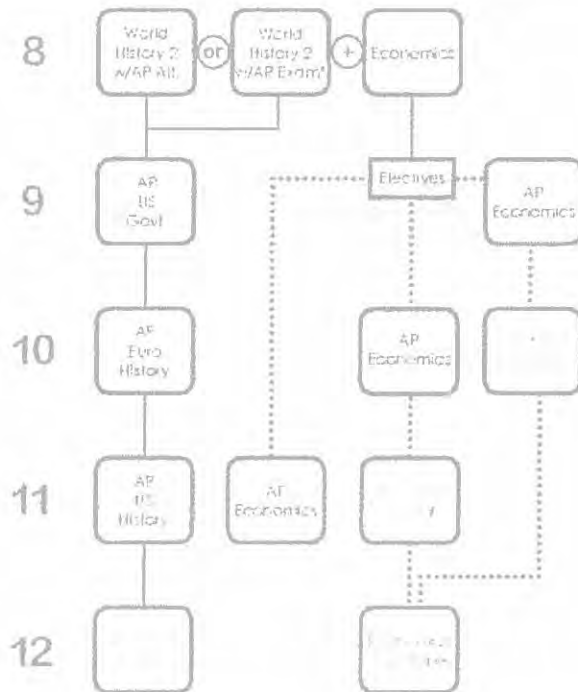 8
World
History 2
w/AP Alt.
or
World
History 2
w/AP Exam*
+
Economics
9
AP
US
Govt
Electives
AP
Economics
10
AP
Euro
History
AP
Economics
11
AP
US
History
AP
Economics
12